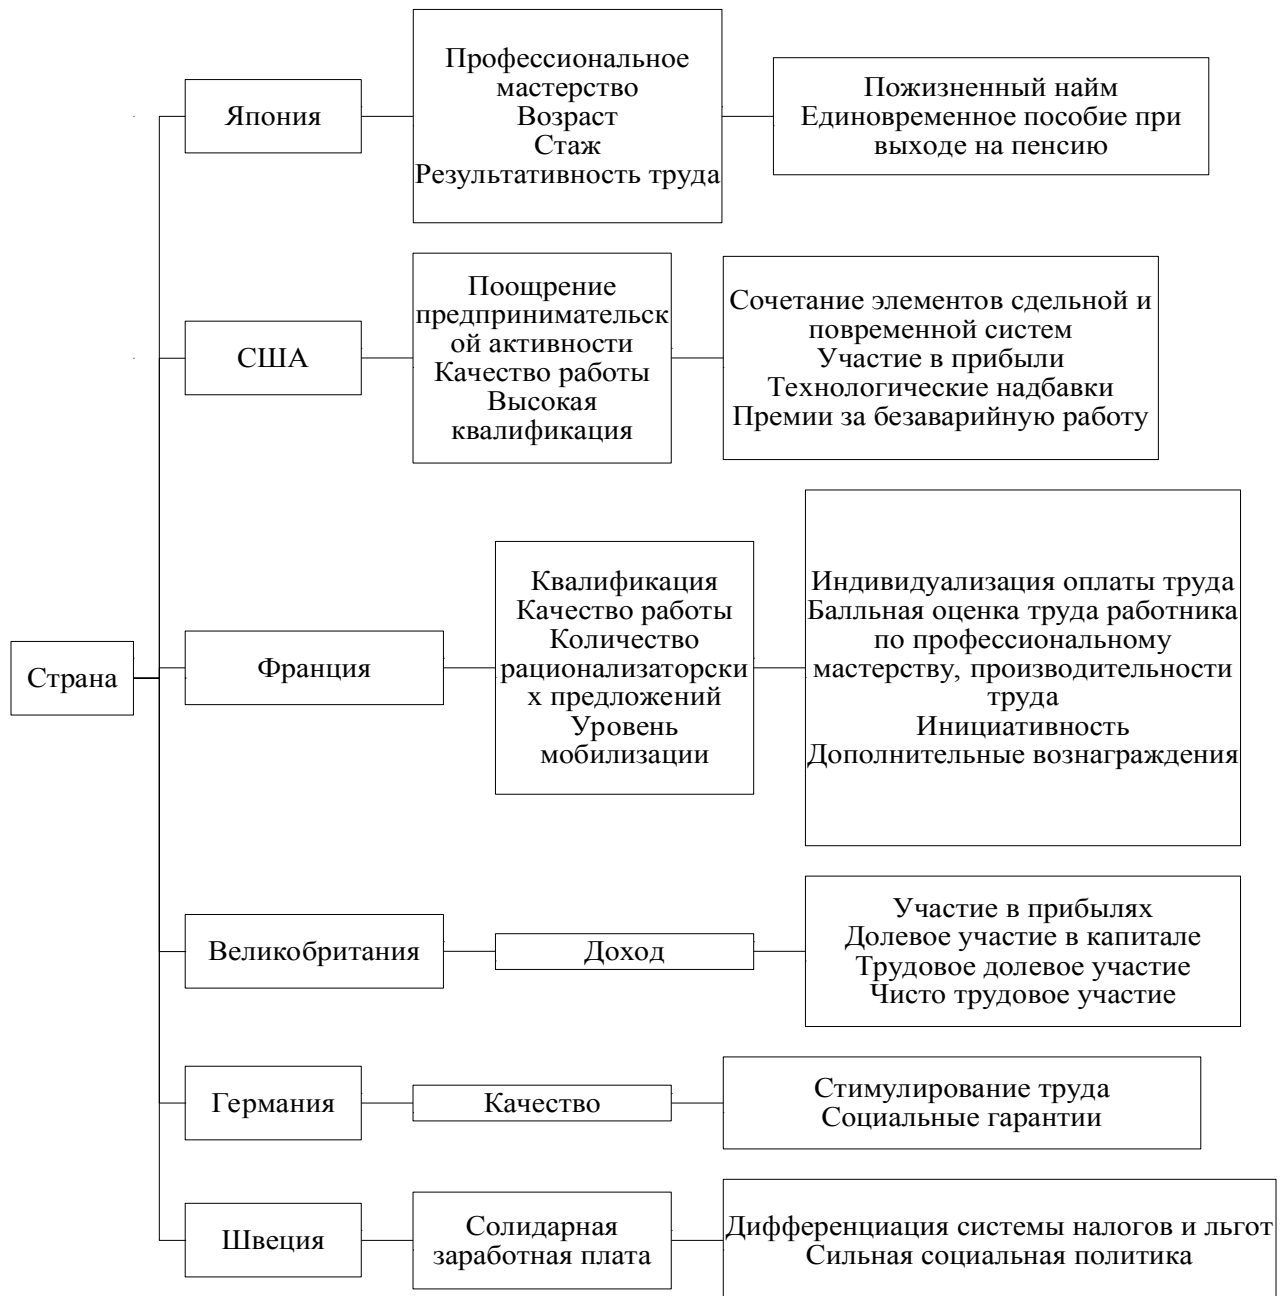 Страна
Япония
Профессиональное
мастерство
Возраст
Стаж
Результативность труда
Пожизненный найм
Единовременное пособие при
выходе на пенсию
США
Поощрение
предпринимательск
ой активности
Качество работы
Высокая
квалификация
Сочетание элементов сдельной и
повременной систем
Участие в прибыли
Технологические надбавки
Премии за безаварийную работу
Франция
Квалификация
Качество работы
Количество
рационализаторски
х предложений
Уровень
мобилизации
Индивидуализация оплаты труда
Балльная оценка труда работника
по профессиональному
мастерству, производительности
труда
Инициативность
Дополнительные вознаграждения
Великобритания
Доход
Участие в прибылях
Долевое участие в капитале
Трудовое долевое участие
Чисто трудовое участие
Германия
Качество
Стимулирование труда
Социальные гарантии
Швеция
Солидарная
заработная плата
Дифференциация системы налогов и льгот
Сильная социальная политика